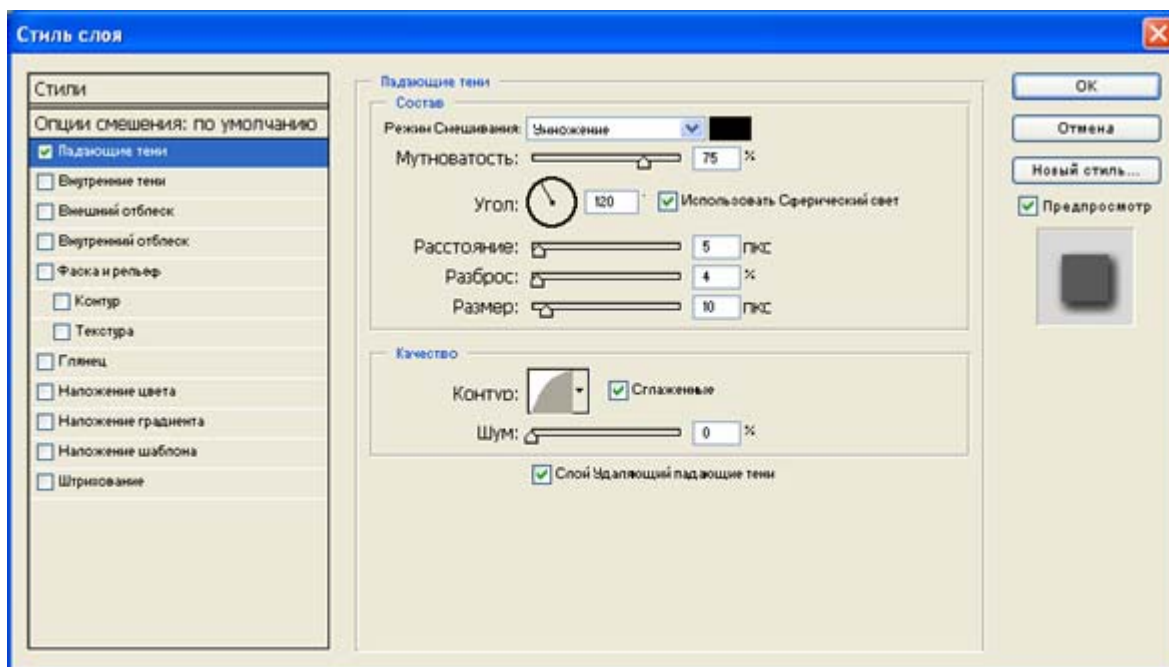 Стиль слоя
Стили
Опции смешения: по умолчанию
Падающие тени
Внутренние тени
Внешний отблеск
Внутренний отблеск
Фаска и рельеф
Контур
Текстура
Глянец
Наложение цвета
Наложение градиента
Наложение шаблона
Штрихование
Падающие тени
Состав
Режим Смешивания: Умножение
Мутноватость: 75 %
Угол: 120 ° Использовать Сферический свет
Расстояние: 5 пкс
Разброс: 4 %
Размер: 10 пкс
Качество
Контур: Сглаженные
Шум: 0 %
Слой Удаляющий падающие тени
ОК
Отмена
Новый стиль...
Предпросмотр